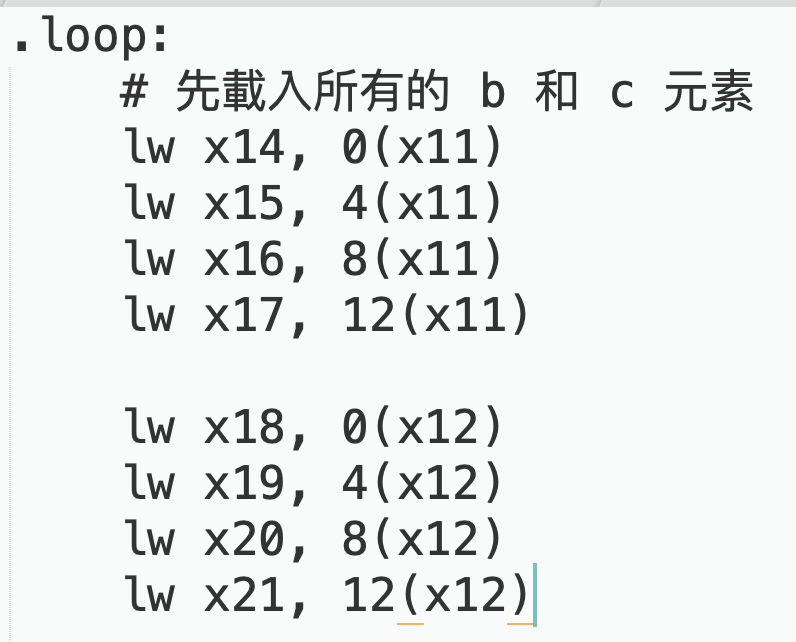 .loop:
# 先載入所有的 b 和 c 元素
lw x14, 0(x11)
lw x15, 4(x11)
lw x16, 8(x11)
lw x17, 12(x11)
lw x18, 0(x12)
lw x19, 4(x12)
lw x20, 8(x12)
lw x21, 12(x12)